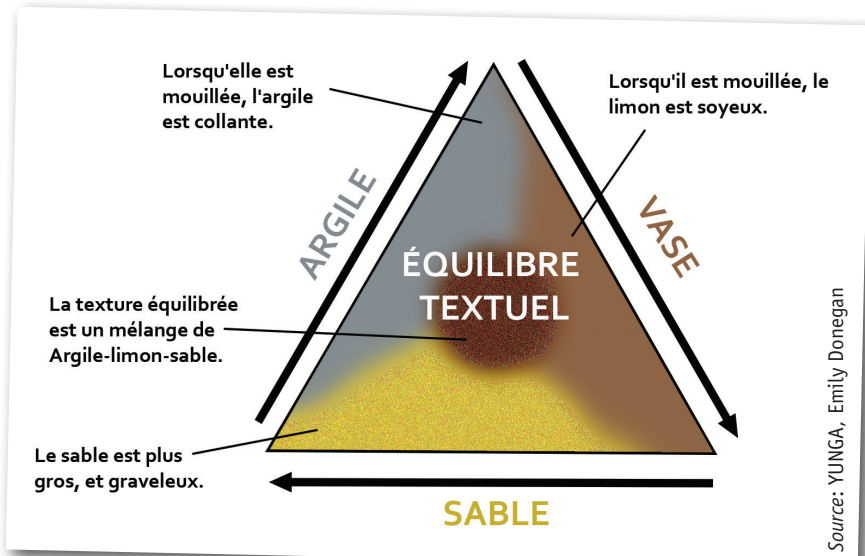 Lorsqu'elle est
mouillée, l'argile
est collante.
Lorsqu'il est mouillée, le
limon est soyeux.
ARGILE
VASE
ÉQUILIBRE
TEXTUEL
La texture équilibrée
est un mélange de
Argile-limon-sable.
Le sable est plus
gros, et graveleux.
SABLE
Source: YUNGA, Emily Donegan